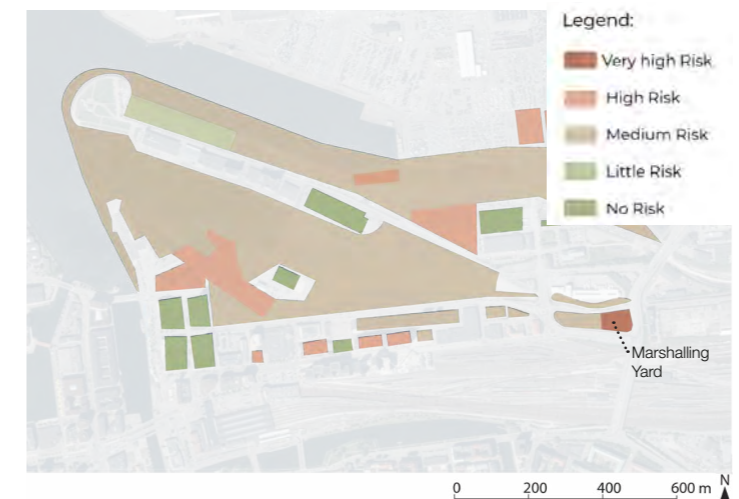 Legend:
Very high Risk
High Risk
Medium Risk
Little Risk
No Risk
Marshalling
Yard
0 200 400 600 m
N